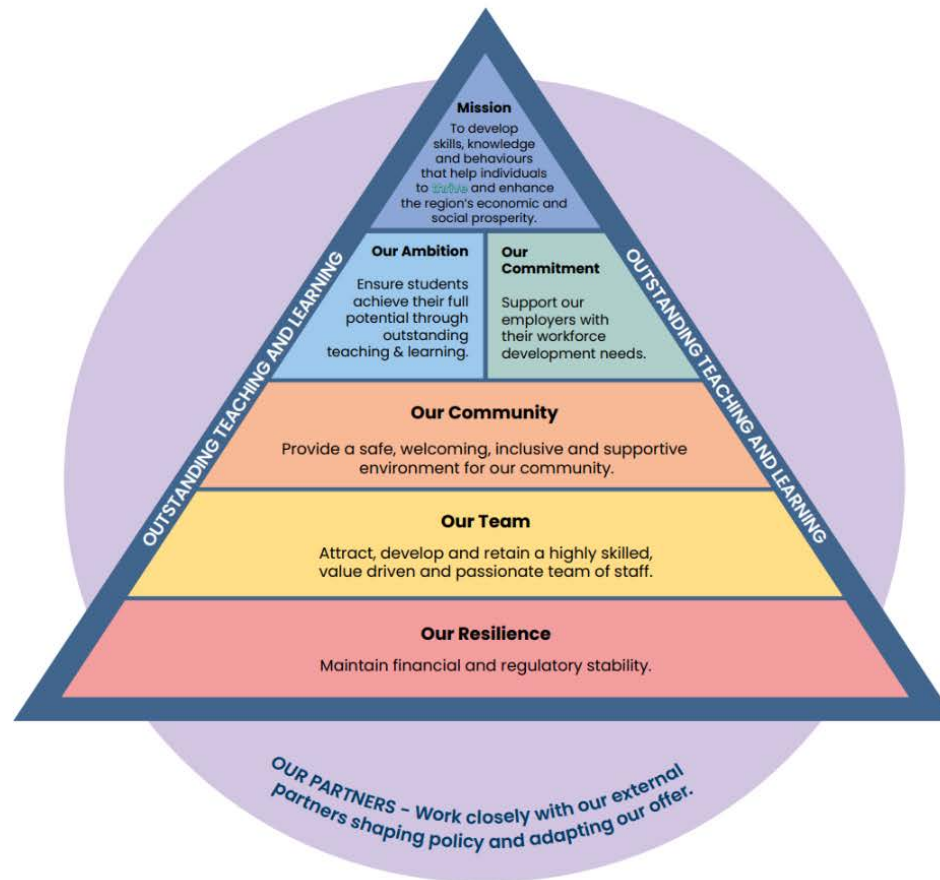 Mission
To develop
skills, knowledge
and behaviours
that help individuals
to thrive and enhance
the region's economic and
social prosperity.
Our Ambition
Ensure students
achieve their full
potential through
outstanding
teaching & learning.
Our
Commitment
Support our
employers with
their workforce
development needs.
Our Community
Provide a safe, welcoming, inclusive and supportive
environment for our community.
Our Team
Attract, develop and retain a highly skilled,
value driven and passionate team of staff.
Our Resilience
Maintain financial and regulatory stability.
OUTSTANDING TEACHING AND LEARNING
OUTSTANDING TEACHING AND LEARNING
OUR PARTNERS - Work closely with our external
partners shaping policy and adapting our offer.